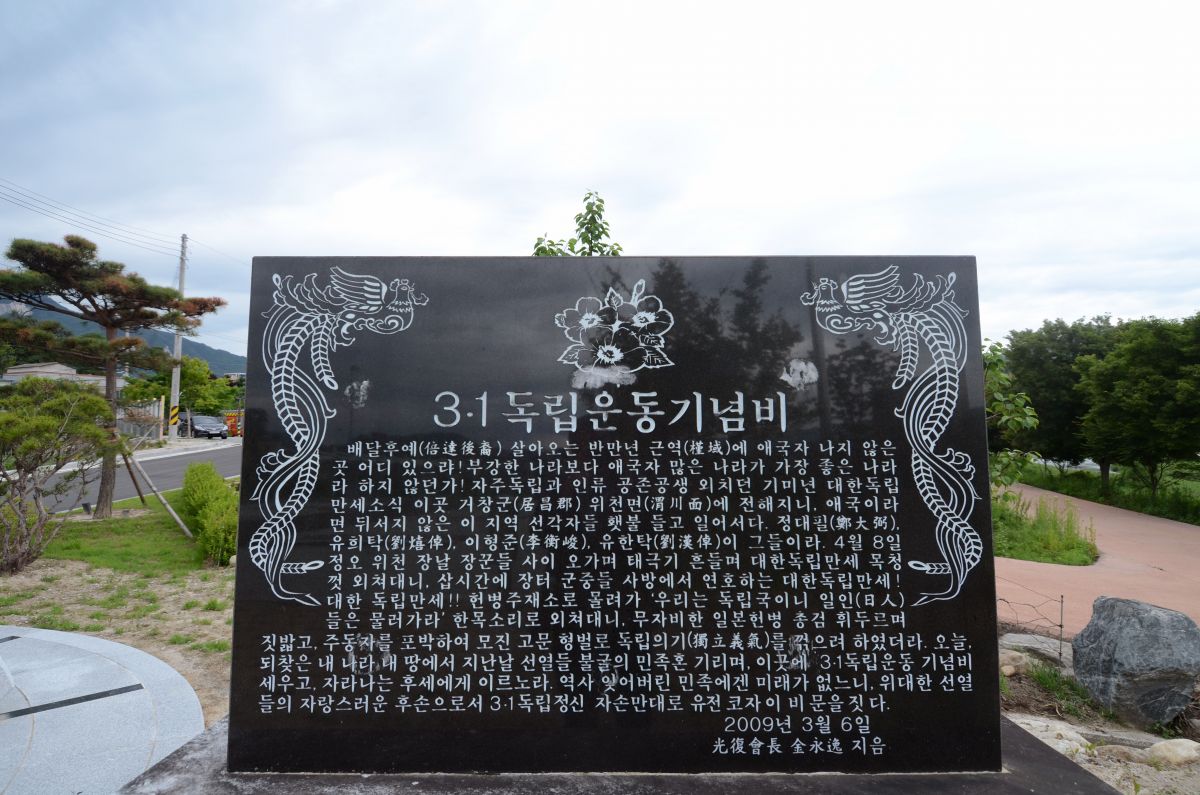 3·1 독립운동기념비
배달후예(倍達後裔) 살아오는 반만년 근역(槿域)에 애국자 나지 않은
곳 어디 있으랴! 부강한 나라보다 애국자 많은 나라가 가장 좋은 나라
라 하지 않던가! 자주독립과 인류 공존공생 외치던 기미년 대한독립
만세소식 이곳 거창군(居昌郡) 위천면(渭川面)에 전해지니, 애국이라
면 뒤서지 않은 이 지역 선각자들 횃불 들고 일어서다. 정대필(鄭大弼),
유희탁(劉熺倬), 이형준(李衡峻), 유한탁(劉漢倬)이 그들이라. 4월 8일
정오 위천 장날 장꾼들 사이 오가며 태극기 흔들며 대한독립만세 목청
껏 외쳐대니, 삽시간에 장터 군중들 사방에서 연호하는 대한독립만세!
대한 독립만세!! 헌병주재소로 몰려가 '우리는 독립국이니 일인(日人)
들은 물러가라' 한목소리로 외쳐대니, 무자비한 일본헌병 총검 휘두르며
짓밟고, 주동자를 포박하여 모진 고문 형벌로 독립의기(獨立義氣)를 꺾으려 하였더라. 오늘,
되찾은 내 나라, 내 땅에서 지난날 선열들 불굴의 민족혼 기리며, 이곳에 3·1독립운동 기념비
세우고, 자라나는 후세에게 이르노라. 역사 잊어버린 민족에겐 미래가 없느니, 위대한 선열
들의 자랑스러운 후손으로서 3·1독립정신 자손만대로 유전코자 이 비 문을 짓다.
2009년 3월 6일
光復會長 金永逸 지음